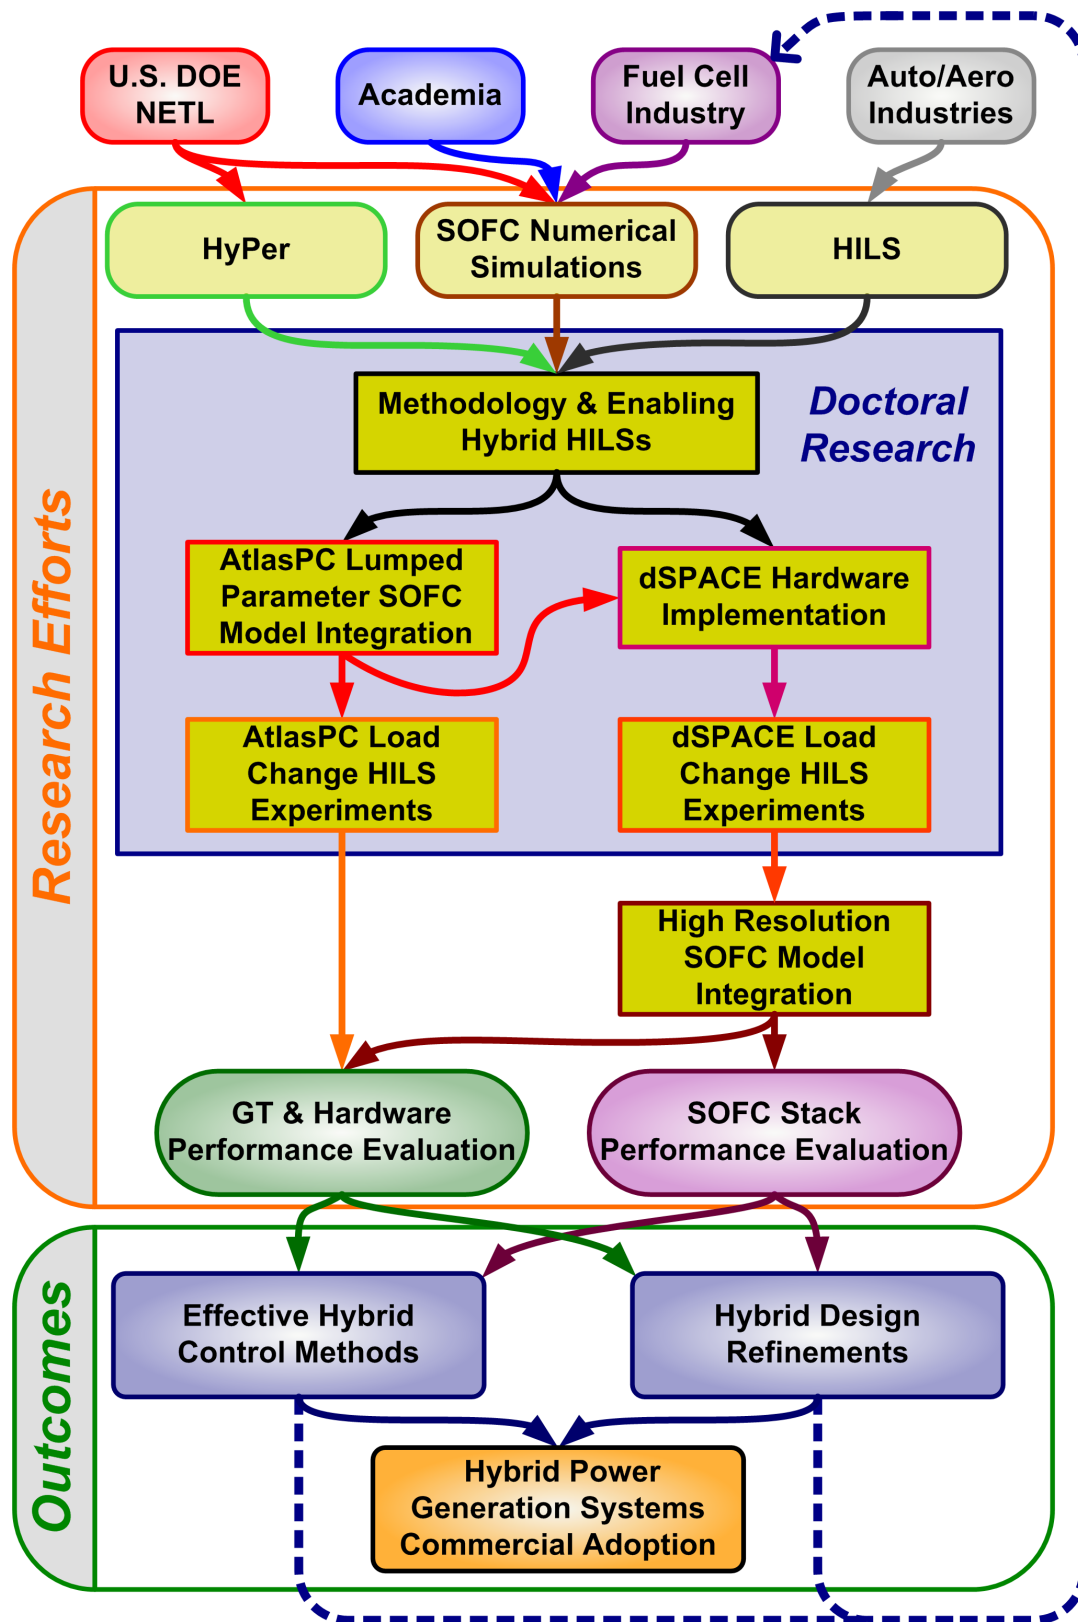 U.S. DOE
NETL
Academia
Fuel Cell
Industry
Auto/Aero
Industries
HyPer
SOFC Numerical
Simulations
HILS
Research Efforts
Doctoral
Research
Methodology & Enabling
Hybrid HILSs
AtlasPC Lumped
Parameter SOFC
Model Integration
dSPACE Hardware
Implementation
AtlasPC Load
Change HILS
Experiments
dSPACE Load
Change HILS
Experiments
High Resolution
SOFC Model
Integration
GT & Hardware
Performance Evaluation
SOFC Stack
Performance Evaluation
Outcomes
Effective Hybrid
Control Methods
Hybrid Design
Refinements
Hybrid Power
Generation Systems
Commercial Adoption